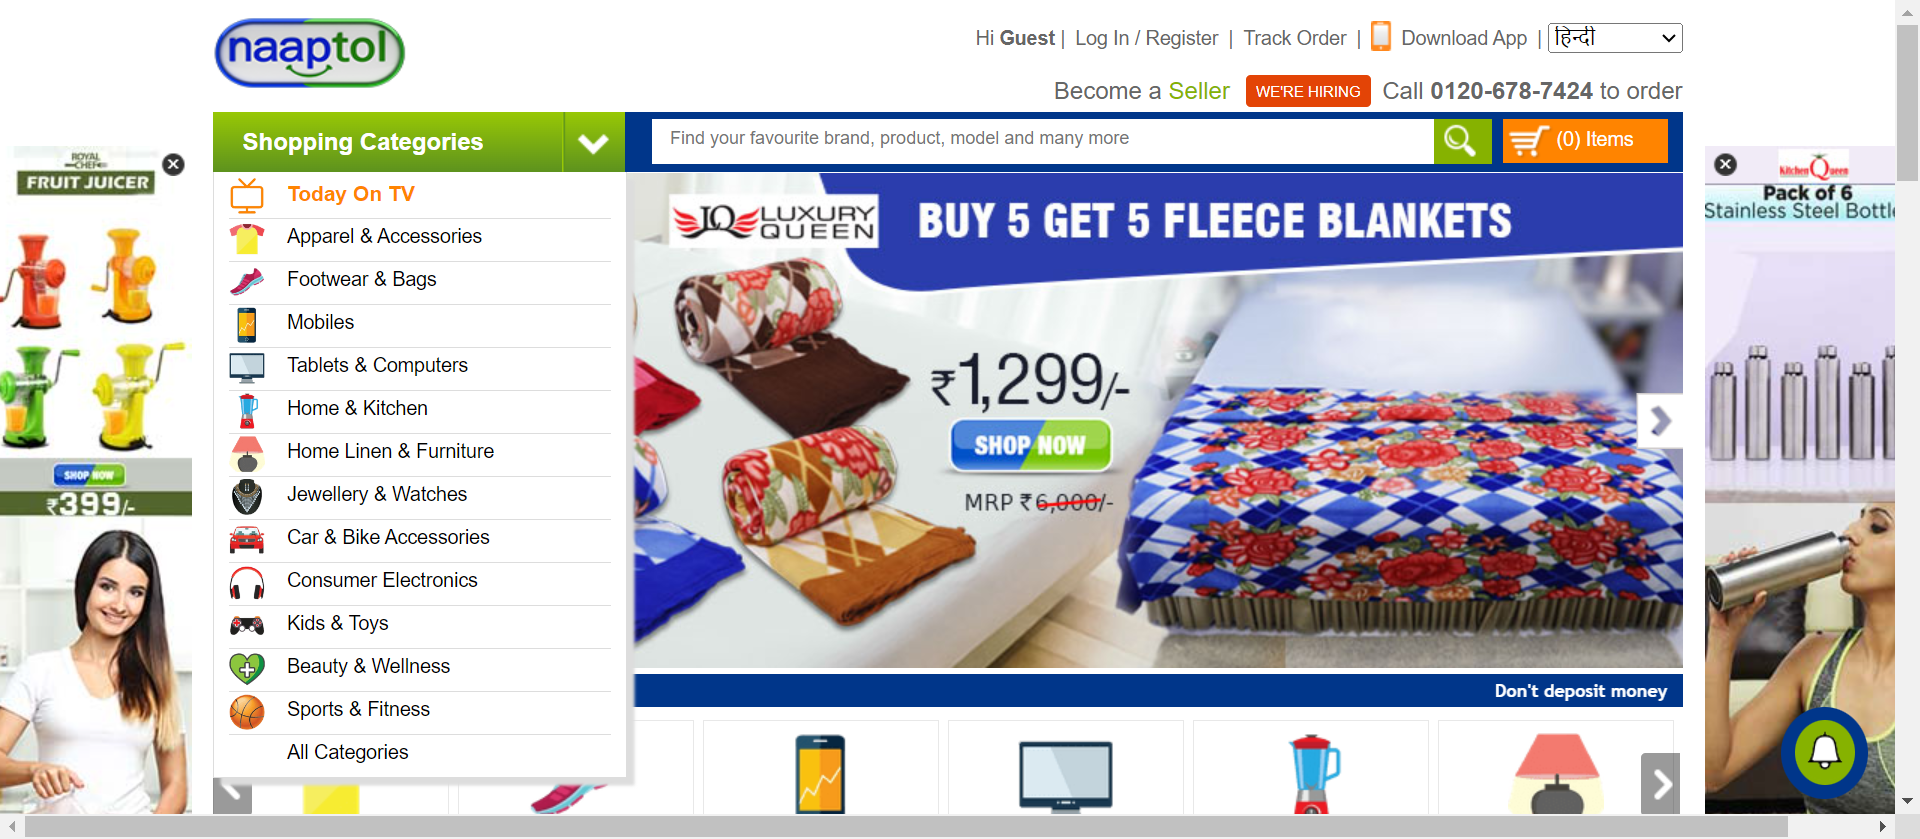 naaptol
Hi Guest | Log In / Register | Track Order | Download App | हिन्दी
Become a Seller WE'RE HIRING Call 0120-678-7424 to order
Shopping Categories
Find your favourite brand, product, model and many more
(0) Items
Today On TV
Apparel & Accessories
Footwear & Bags
Mobiles
Tablets & Computers
Home & Kitchen
Home Linen & Furniture
Jewellery & Watches
Car & Bike Accessories
Consumer Electronics
Kids & Toys
Beauty & Wellness
Sports & Fitness
All Categories
ROYAL
CHEF
FRUIT JUICER
SHOP NOW
₹399/-
LQ LUXURY
QUEEN
BUY 5 GET 5 FLEECE BLANKETS
₹1,299/-
SHOP NOW
MRP ₹6,000/-
Don't deposit money
Kitchen Queen
Pack of 6
Stainless Steel Bottle